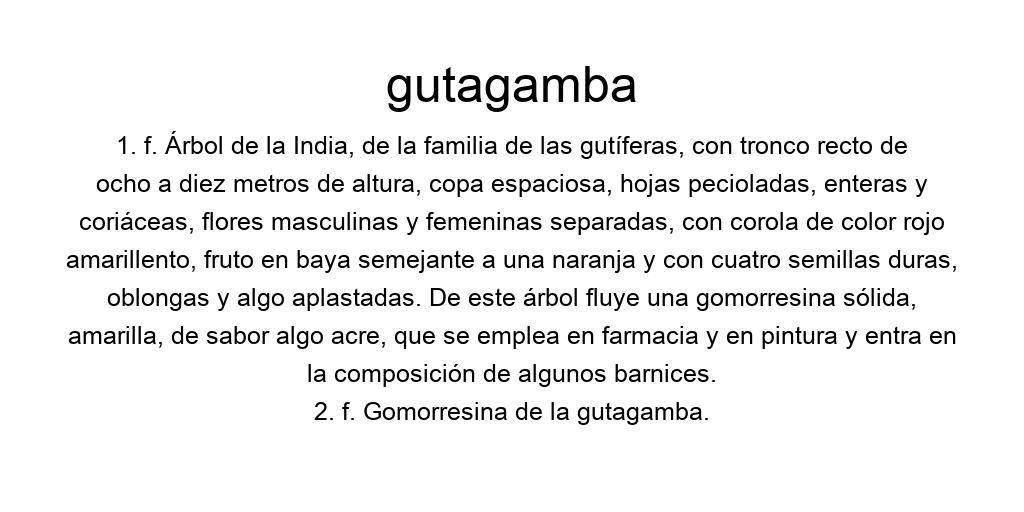 gutagamba
1. f. Árbol de la India, de la familia de las gutíferas, con tronco recto de
ocho a diez metros de altura, copa espaciosa, hojas pecioladas, enteras y
coriáceas, flores masculinas y femeninas separadas, con corola de color rojo
amarillento, fruto en baya semejante a una naranja y con cuatro semillas duras,
oblongas y algo aplastadas. De este árbol fluye una gomorresina sólida,
amarilla, de sabor algo acre, que se emplea en farmacia y en pintura y entra en
la composición de algunos barnices.
2. f. Gomorresina de la gutagamba.